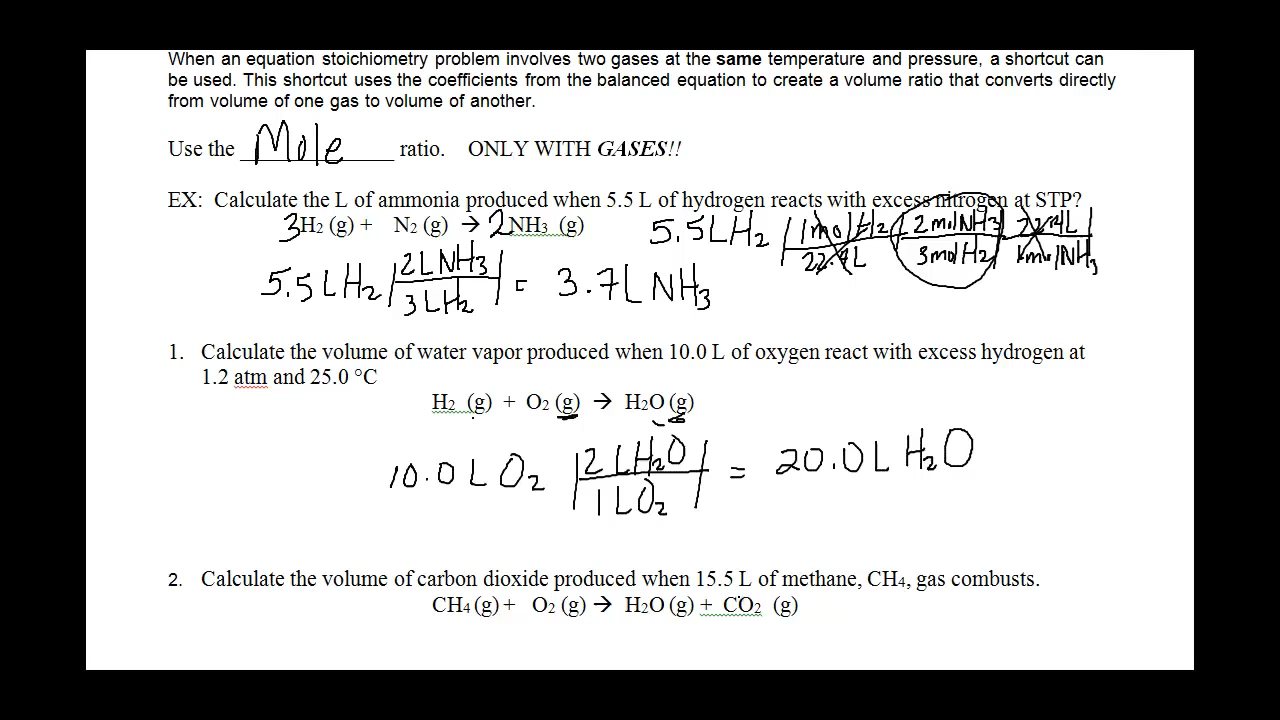 When an equation stoichiometry problem involves two gases at the same temperature and pressure, a shortcut can
be used. This shortcut uses the coefficients from the balanced equation to create a volume ratio that converts directly
from volume of one gas to volume of another.
Use the Mole ratio. ONLY WITH GASES!!
EX: Calculate the L of ammonia produced when 5.5 L of hydrogen reacts with excess nitrogen at STP?
3H2 (g) + N2 (g) → 2NH3 (g)
5.5 L H2 | 1 mol H2 | 2 mol NH3 | 22.4 L
22.4 L | 3 mol H2 | 1 mol NH3
5.5 L H2 | 2 L NH3 | = 3.7 L NH3
3 L H2
1. Calculate the volume of water vapor produced when 10.0 L of oxygen react with excess hydrogen at
1.2 atm and 25.0 °C
H2 (g) + O2 (g) → H2O (g)
10.0 L O2 | 2 L H2O | = 20.0 L H2O
1 L O2
2. Calculate the volume of carbon dioxide produced when 15.5 L of methane, CH4, gas combusts.
CH4 (g) + O2 (g) → H2O (g) + CO2 (g)